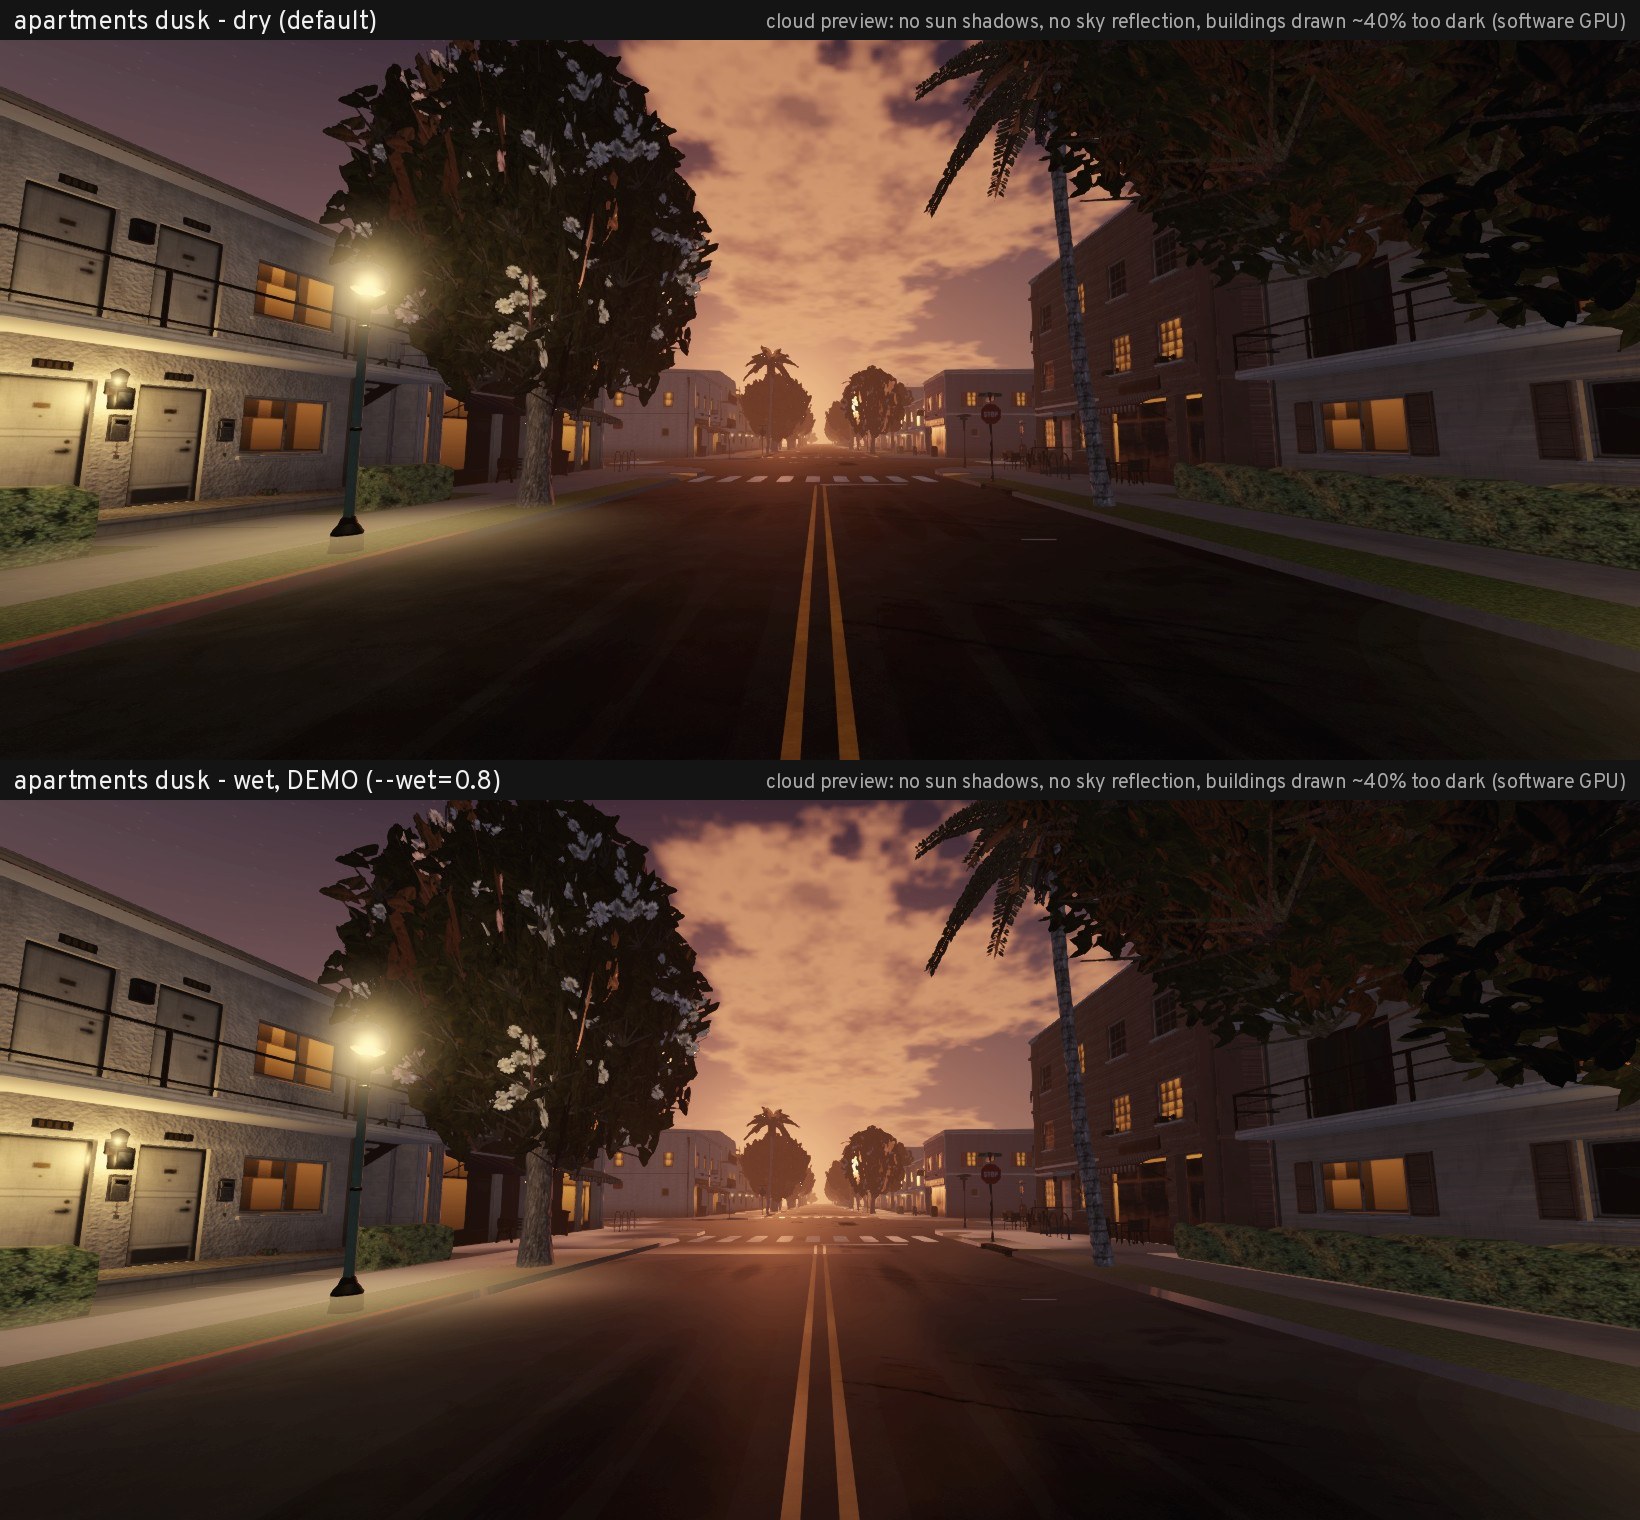 apartments dusk - dry (default)
cloud preview: no sun shadows, no sky reflection, buildings drawn ~40% too dark (software GPU)
STOP
apartments dusk - wet, DEMO (--wet=0.8)
cloud preview: no sun shadows, no sky reflection, buildings drawn ~40% too dark (software GPU)
STOP